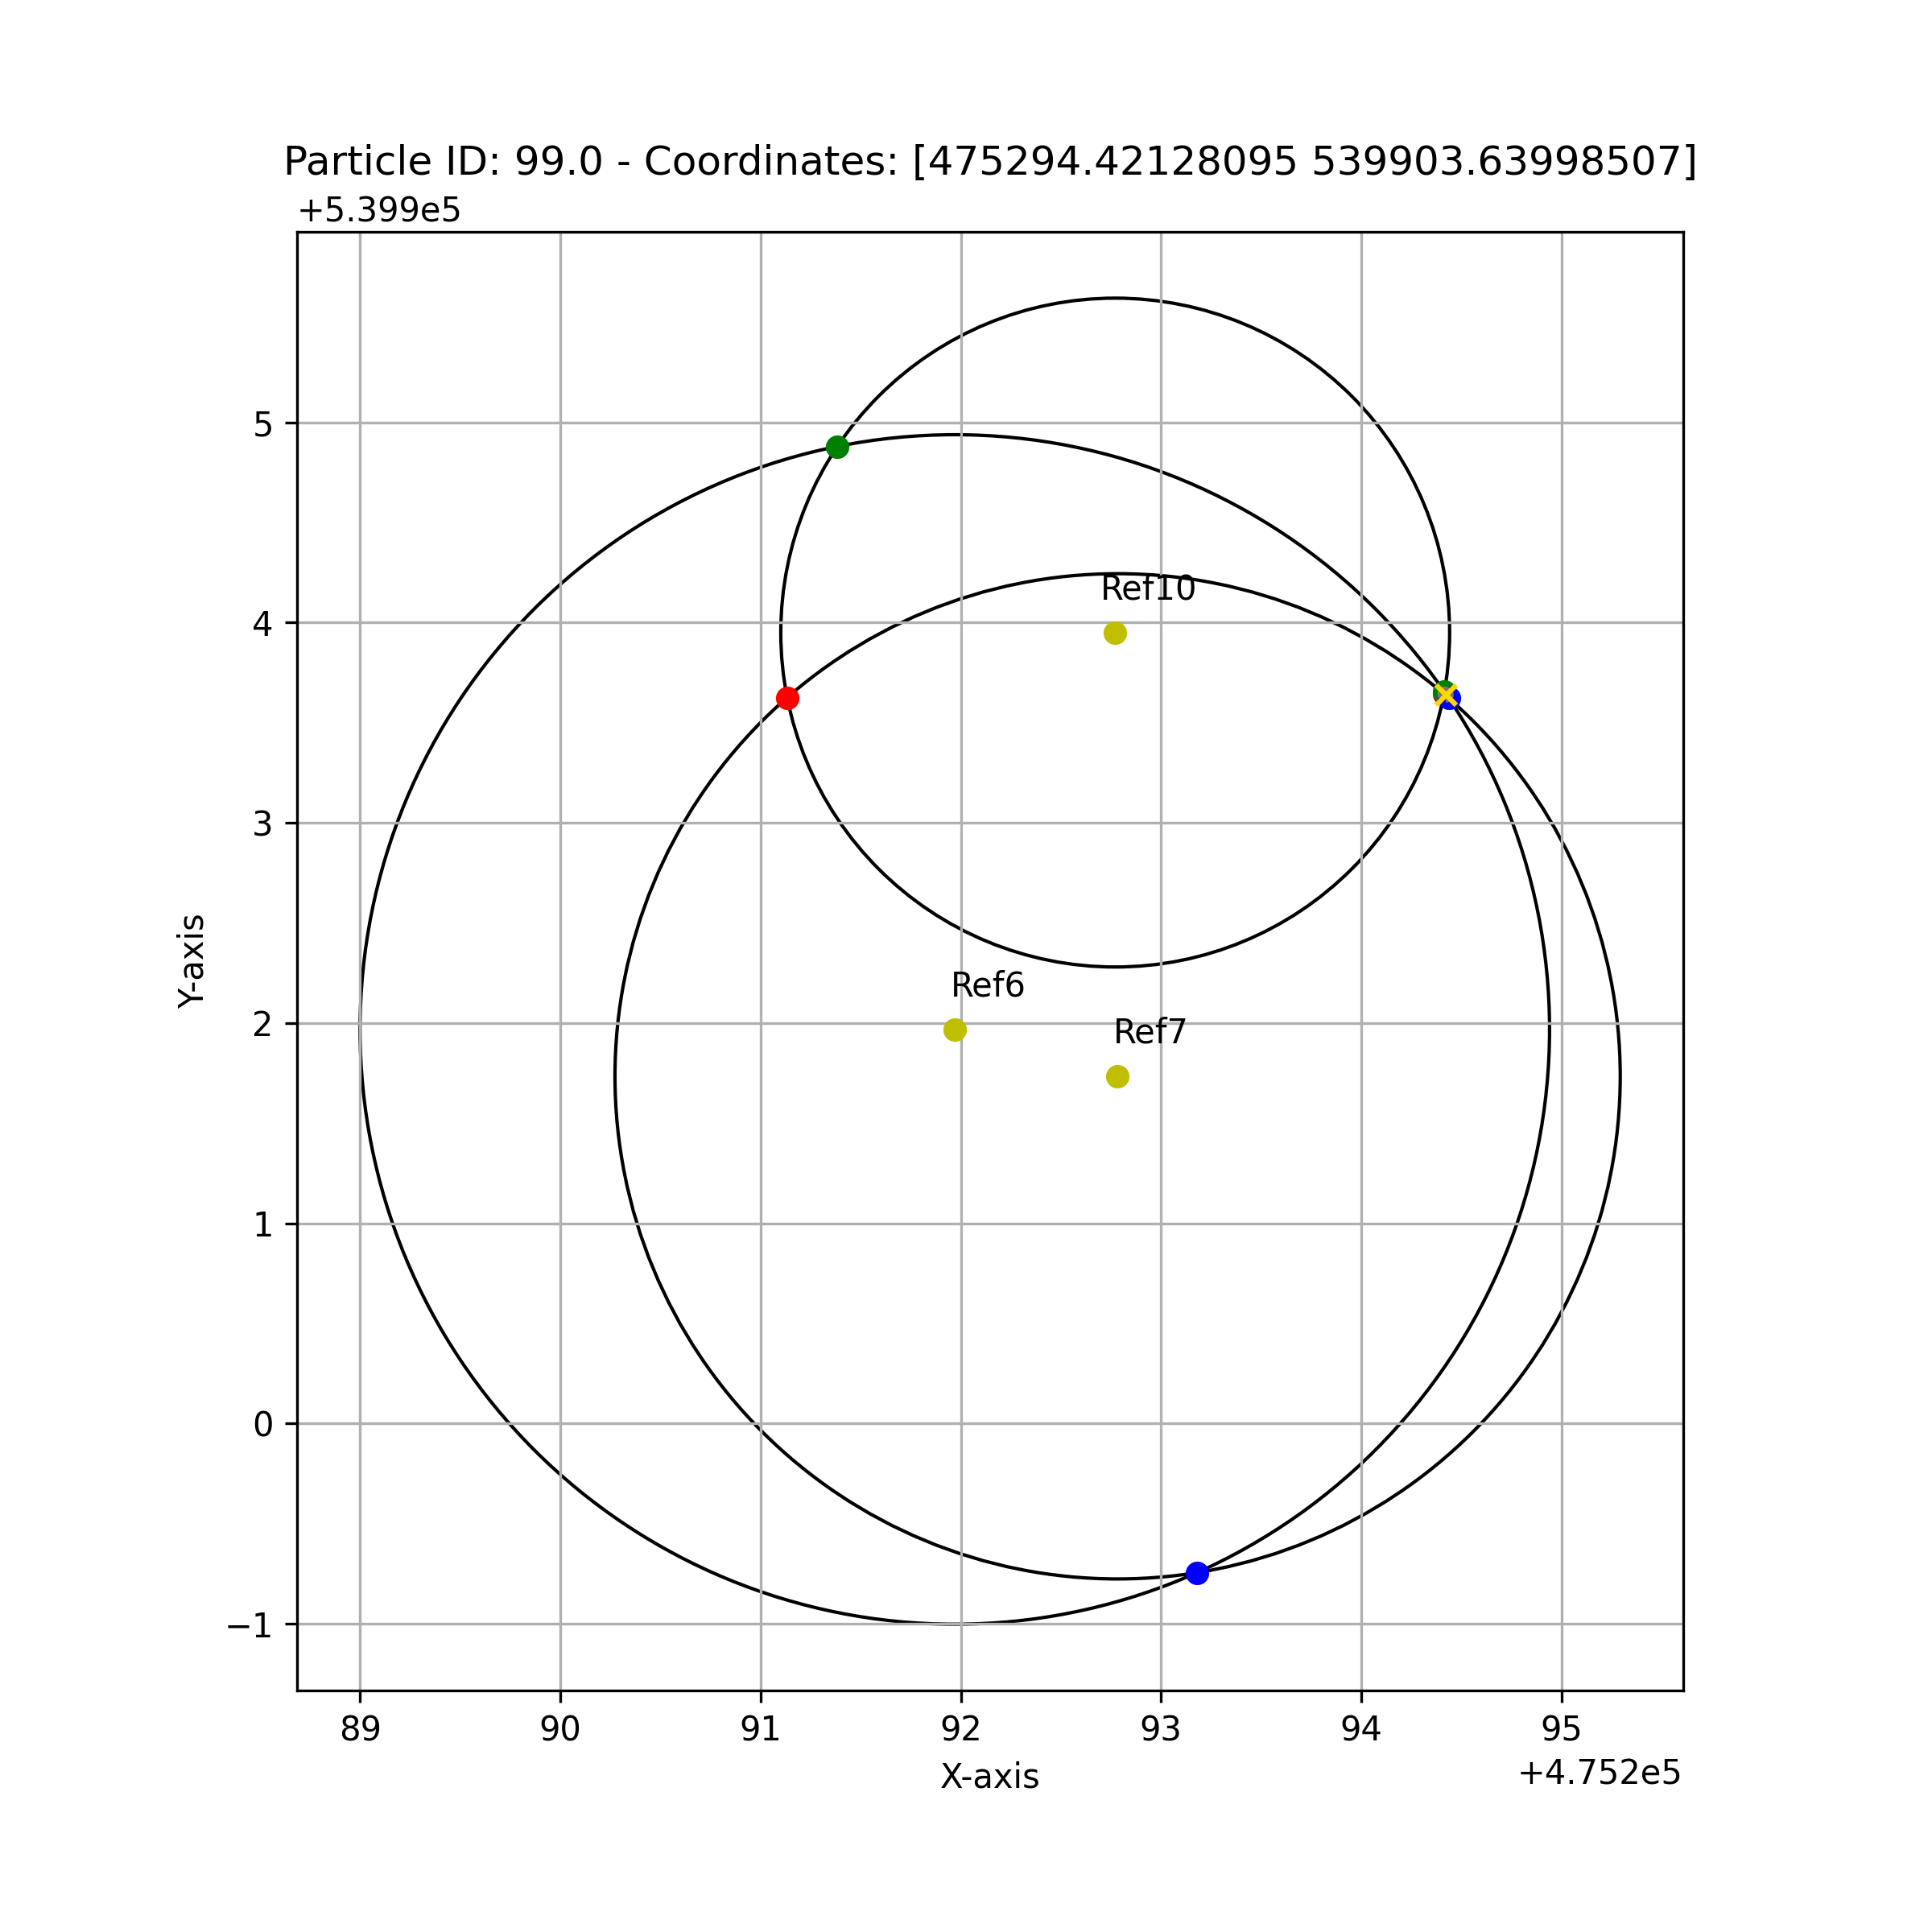 Particle ID: 99.0 - Coordinates: [475294.42128095 539903.63998507]
+5.399e5
5
Ref10
4
3
Ref6
2
Ref7
Y-axis
1
0
−1
89 90 91 92 93 94 95
X-axis
+4.752e5